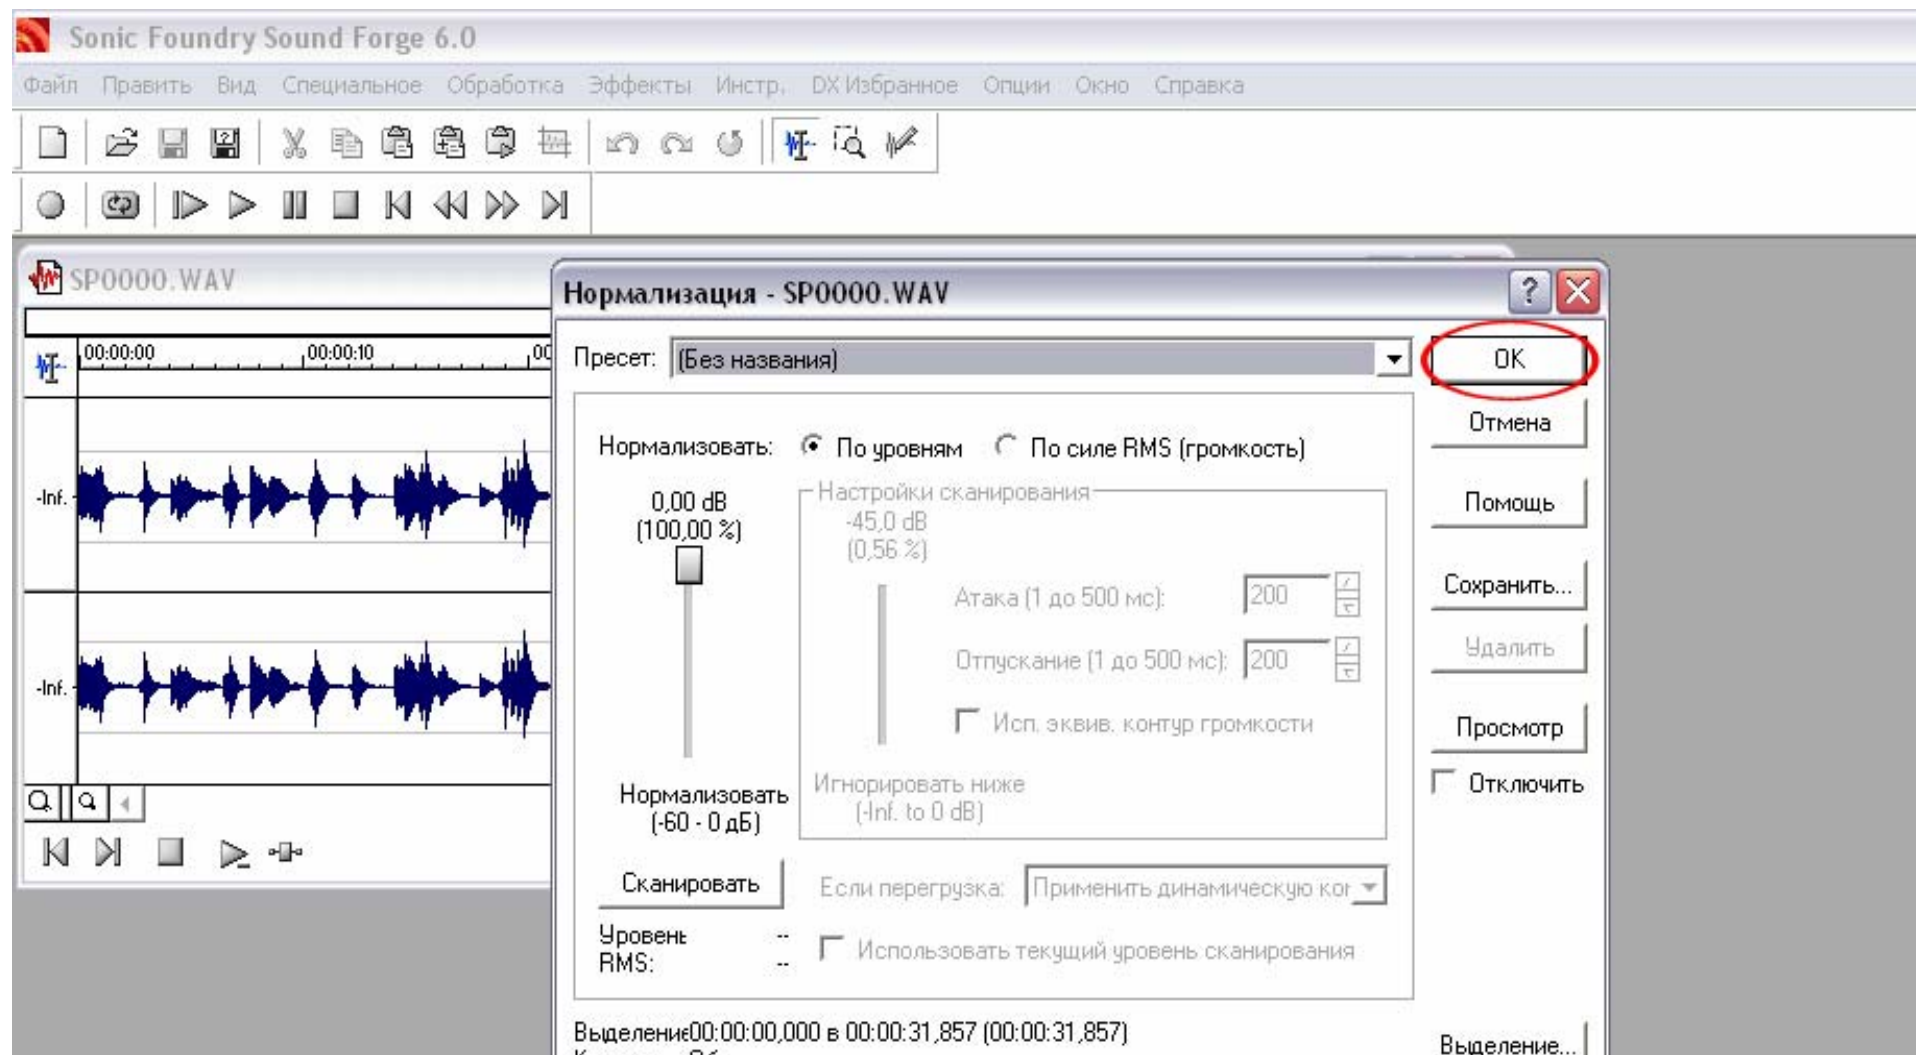 Sonic Foundry Sound Forge 6.0
Файл Править Вид Специальное Обработка Эффекты Инстр. DX Избранное Опции Окно Справка
SP0000.WAV
00:00:00 00:00:10 00
-Inf.
-Inf.
Нормализация - SP0000.WAV
Пресет: (Без названия)
OK
Отмена
Помощь
Сохранить...
Удалить
Просмотр
Отключить
Нормализовать: По уровням По силе RMS (громкость)
0,00 dB
(100,00 %)
Нормализовать
(-60 - 0 дБ)
Настройки сканирования
-45,0 dB
(0,56 %)
Атака (1 до 500 мс): 200
Отпускание (1 до 500 мс): 200
Исп. эквив. контур громкости
Игнорировать ниже
(-Inf. to 0 dB)
Сканировать
Если перегрузка: Применить динамическую ког
Уровень --
RMS: --
Использовать текущий уровень сканирования
Выделение00:00:00,000 в 00:00:31,857 (00:00:31,857)
Выделение...